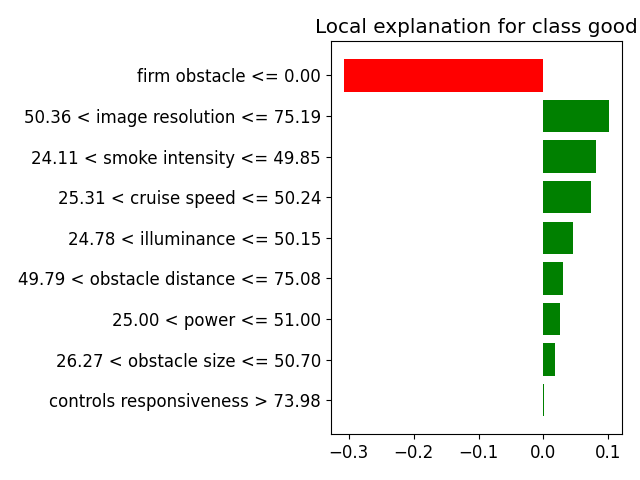 Local explanation for class good
firm obstacle <= 0.00
50.36 < image resolution <= 75.19
24.11 < smoke intensity <= 49.85
25.31 < cruise speed <= 50.24
24.78 < illuminance <= 50.15
49.79 < obstacle distance <= 75.08
25.00 < power <= 51.00
26.27 < obstacle size <= 50.70
controls responsiveness > 73.98
−0.3 −0.2 −0.1 0.0 0.1